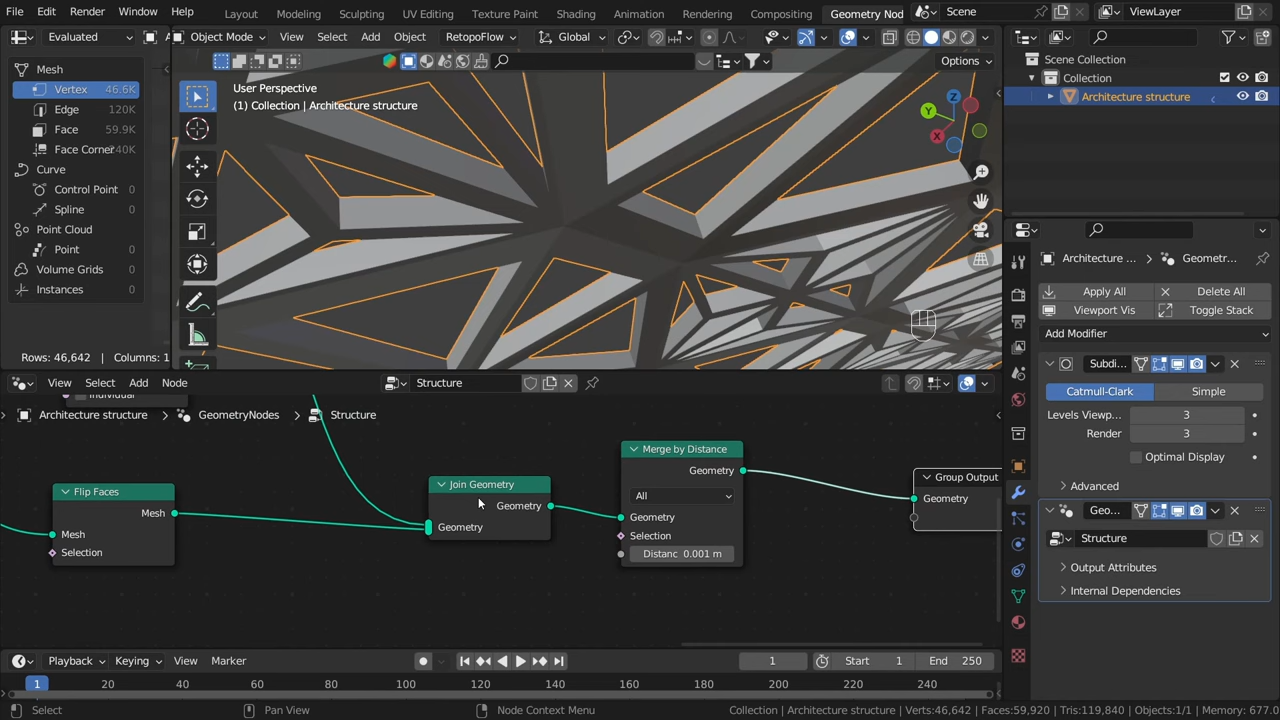 File Edit Render Window Help Layout Modeling Sculpting UV Editing Texture Paint Shading Animation Rendering Compositing Geometry Nod Scene ViewLayer
Evaluated A Object Mode View Select Add Object RetopoFlow Global
Options
Mesh
Vertex 46.6K
Edge 120K
Face 59.9K
Face Corner 240K
Curve
Control Point 0
Spline 0
Point Cloud
Point 0
Volume Grids
Instances 0
Rows: 46,642 | Columns: 1
User Perspective
(1) Collection | Architecture structure
Z
Y
X
Scene Collection
Collection
Architecture structure
Architecture ... > Geometr...
Apply All Delete All
Viewport Vis Toggle Stack
Add Modifier
Subdi...
Catmull-Clark Simple
Levels Viewp... 3
Render 3
Optimal Display
Advanced
Geo...
Structure
Output Attributes
Internal Dependencies
View Select Add Node Structure
Individual
Architecture structure > GeometryNodes > Structure
Flip Faces
Mesh
Mesh
Selection
Join Geometry
Geometry
Geometry
Merge by Distance
Geometry
All
Geometry
Selection
Distanc 0.001 m
Group Output
Geometry
Playback Keying View Marker 1 Start 1 End 250
1 20 40 60 80 100 120 140 160 180 200 220 240
Select Pan View Node Context Menu Collection | Architecture structure | Verts:46,642 | Faces:59,920 | Tris:119,840 | Objects:1/1 | Memory: 677.0